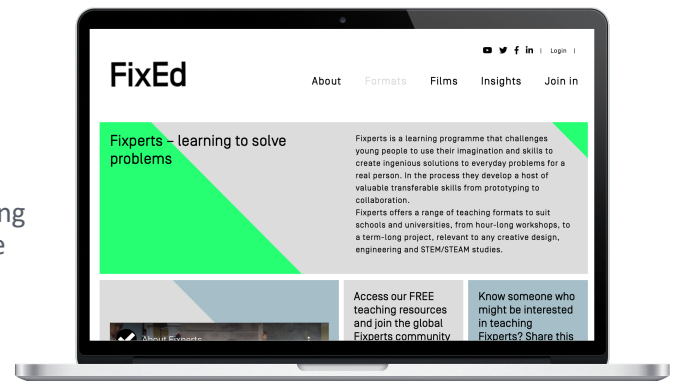 ng
e
| Login |
FixEd
About Formats Films Insights Join in
Fixperts – learning to solve
problems
Fixperts is a learning programme that challenges
young people to use their imagination and skills to
create ingenious solutions to everyday problems for a
real person. In the process they develop a host of
valuable transferable skills from prototyping to
collaboration.
Fixperts offers a range of teaching formats to suit
schools and universities, from hour-long workshops, to
a term-long project, relevant to any creative design,
engineering and STEM/STEAM studies.
About Fixperts
Access our FREE
teaching resources
and join the global
Fixperts community
Know someone who
might be interested
in teaching
Fixperts? Share this